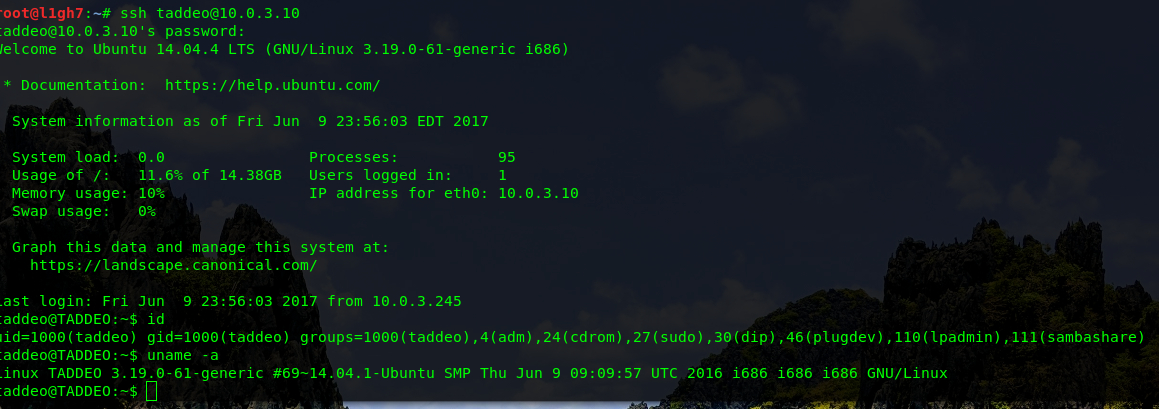 root@l1gh7:~# ssh taddeo@10.0.3.10
taddeo@10.0.3.10's password:
Welcome to Ubuntu 14.04.4 LTS (GNU/Linux 3.19.0-61-generic i686)
* Documentation:  https://help.ubuntu.com/
System information as of Fri Jun  9 23:56:03 EDT 2017
System load:  0.0                Processes:           95
Usage of /:   11.6% of 14.38GB   Users logged in:     1
Memory usage: 10%                IP address for eth0: 10.0.3.10
Swap usage:   0%
Graph this data and manage this system at:
https://landscape.canonical.com/
Last login: Fri Jun  9 23:56:03 2017 from 10.0.3.245
taddeo@TADDEO:~$ id
uid=1000(taddeo) gid=1000(taddeo) groups=1000(taddeo),4(adm),24(cdrom),27(sudo),30(dip),46(plugdev),110(lpadmin),111(sambashare)
taddeo@TADDEO:~$ uname -a
Linux TADDEO 3.19.0-61-generic #69~14.04.1-Ubuntu SMP Thu Jun 9 09:09:57 UTC 2016 i686 i686 i686 GNU/Linux
taddeo@TADDEO:~$